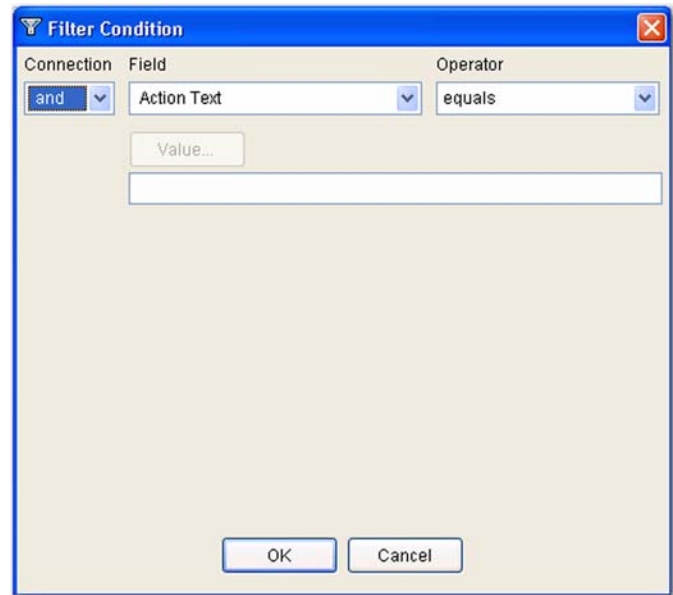 Filter Condition
Connection Field Operator
and Action Text equals
Value...
OK Cancel